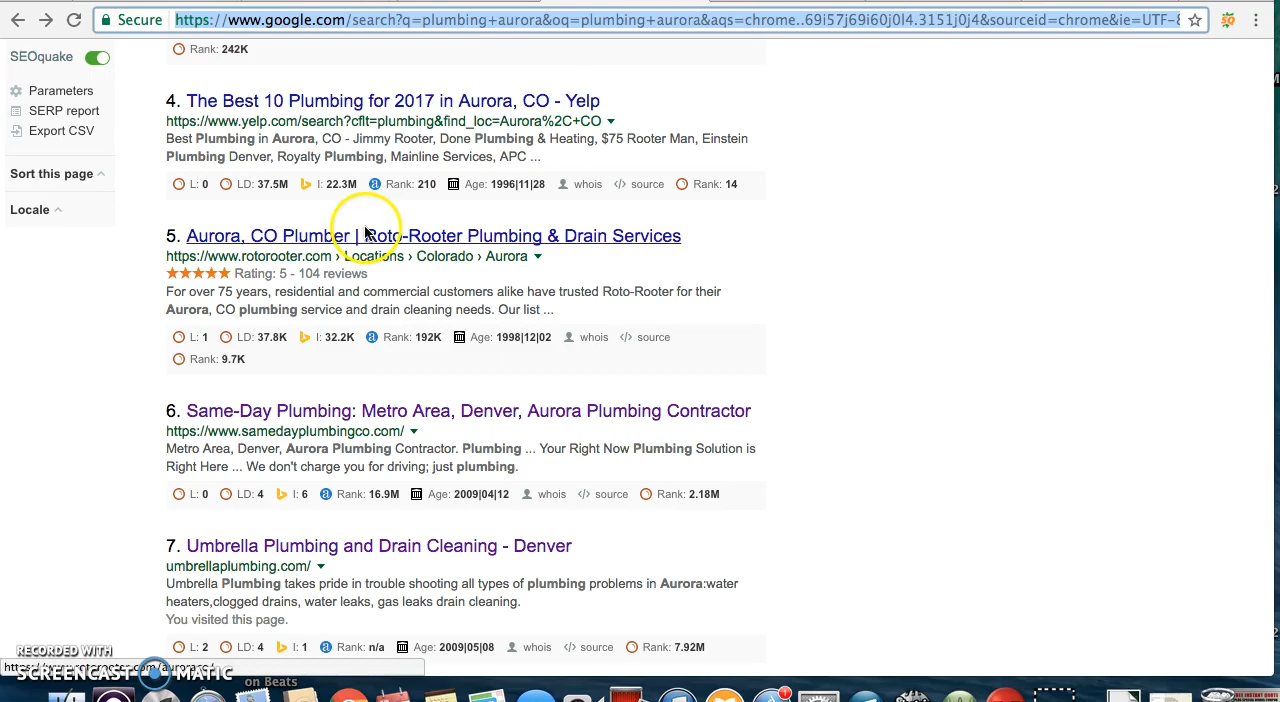 Secure https://www.google.com/search?q=plumbing+aurora&oq=plumbing+aurora&aqs=chrome..69i57j69i60j0l4.3151j0j4&sourceid=chrome&ie=UTF-8
SEOquake
Parameters
SERP report
Export CSV
Sort this page
Locale
Rank: 242K
4. The Best 10 Plumbing for 2017 in Aurora, CO - Yelp
https://www.yelp.com/search?cflt=plumbing&find_loc=Aurora%2C+CO
Best Plumbing in Aurora, CO - Jimmy Rooter, Done Plumbing & Heating, $75 Rooter Man, Einstein
Plumbing Denver, Royalty Plumbing, Mainline Services, APC ...
L: 0 LD: 37.5M I: 22.3M Rank: 210 Age: 1996|11|28 whois source Rank: 14
5. Aurora, CO Plumber | Roto-Rooter Plumbing & Drain Services
https://www.rotorooter.com › Locations › Colorado › Aurora
Rating: 5 - 104 reviews
For over 75 years, residential and commercial customers alike have trusted Roto-Rooter for their
Aurora, CO plumbing service and drain cleaning needs. Our list ...
L: 1 LD: 37.8K I: 32.2K Rank: 192K Age: 1998|12|02 whois source
Rank: 9.7K
6. Same-Day Plumbing: Metro Area, Denver, Aurora Plumbing Contractor
https://www.samedayplumbingco.com/
Metro Area, Denver, Aurora Plumbing Contractor. Plumbing ... Your Right Now Plumbing Solution is
Right Here ... We don't charge you for driving; just plumbing.
L: 0 LD: 4 I: 6 Rank: 16.9M Age: 2009|04|12 whois source Rank: 2.18M
7. Umbrella Plumbing and Drain Cleaning - Denver
umbrellaplumbing.com/
Umbrella Plumbing takes pride in trouble shooting all types of plumbing problems in Aurora:water
heaters,clogged drains, water leaks, gas leaks drain cleaning.
You visited this page.
L: 2 LD: 4 I: 1 Rank: n/a Age: 2009|05|08 whois source Rank: 7.92M
RECORDED WITH
SCREENCAST MATIC
on Beats